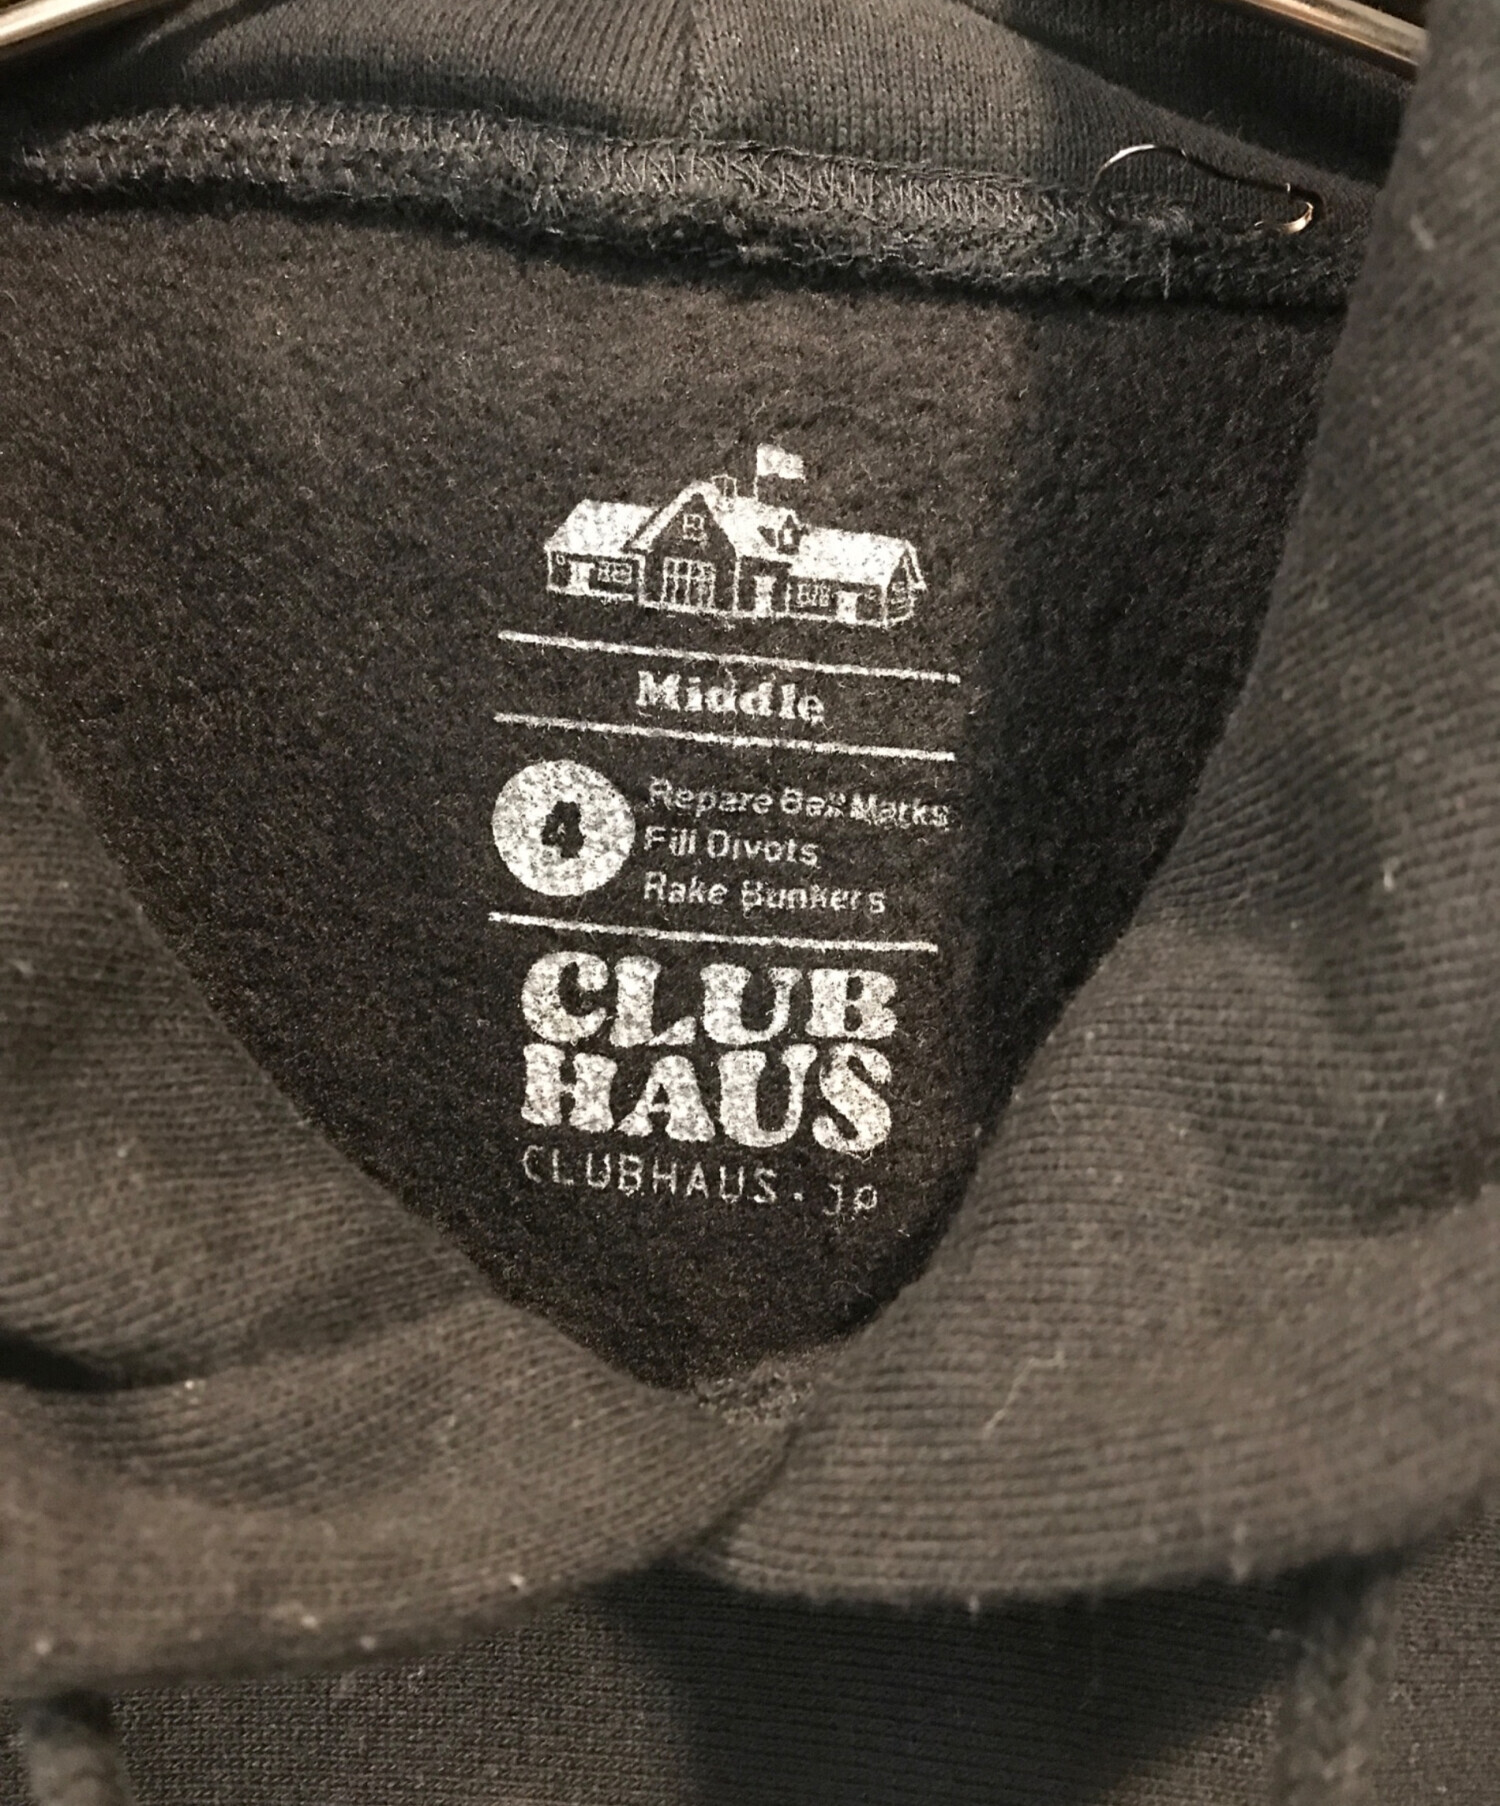 Middle
4
Repare Ball Marks
Fill Divots
Rake Bunkers
CLUB
HAUS
CLUBHAUS.JP